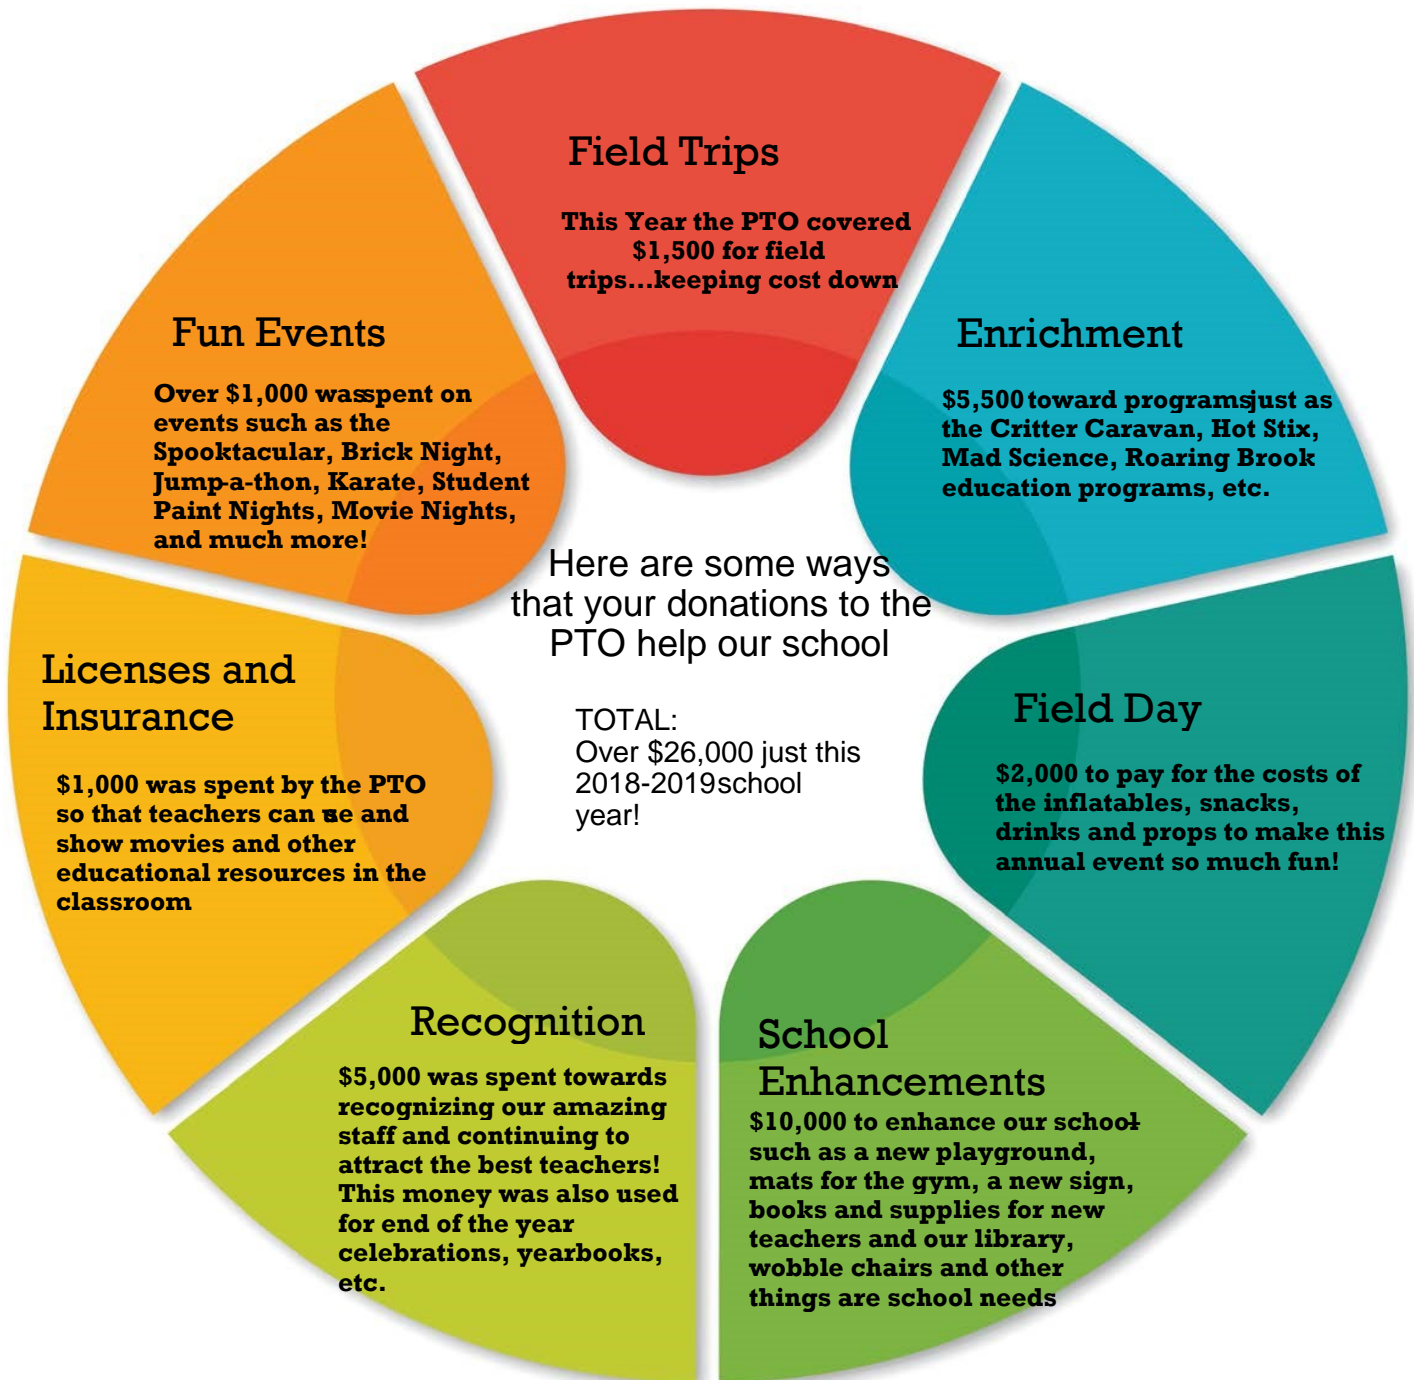 Field Trips
This Year the PTO covered
$1,500 for field
trips...keeping cost down
Enrichment
$5,500 toward programs just as
the Critter Caravan, Hot Stix,
Mad Science, Roaring Brook
education programs, etc.
Field Day
$2,000 to pay for the costs of
the inflatables, snacks,
drinks and props to make this
annual event so much fun!
School
Enhancements
$10,000 to enhance our school-
such as a new playground,
mats for the gym, a new sign,
books and supplies for new
teachers and our library,
wobble chairs and other
things are school needs
Recognition
$5,000 was spent towards
recognizing our amazing
staff and continuing to
attract the best teachers!
This money was also used
for end of the year
celebrations, yearbooks,
etc.
Licenses and
Insurance
$1,000 was spent by the PTO
so that teachers can use and
show movies and other
educational resources in the
classroom
Fun Events
Over $1,000 was spent on
events such as the
Spooktacular, Brick Night,
Jump-a-thon, Karate, Student
Paint Nights, Movie Nights,
and much more!
Here are some ways
that your donations to the
PTO help our school
TOTAL:
Over $26,000 just this
2018-2019 school
year!